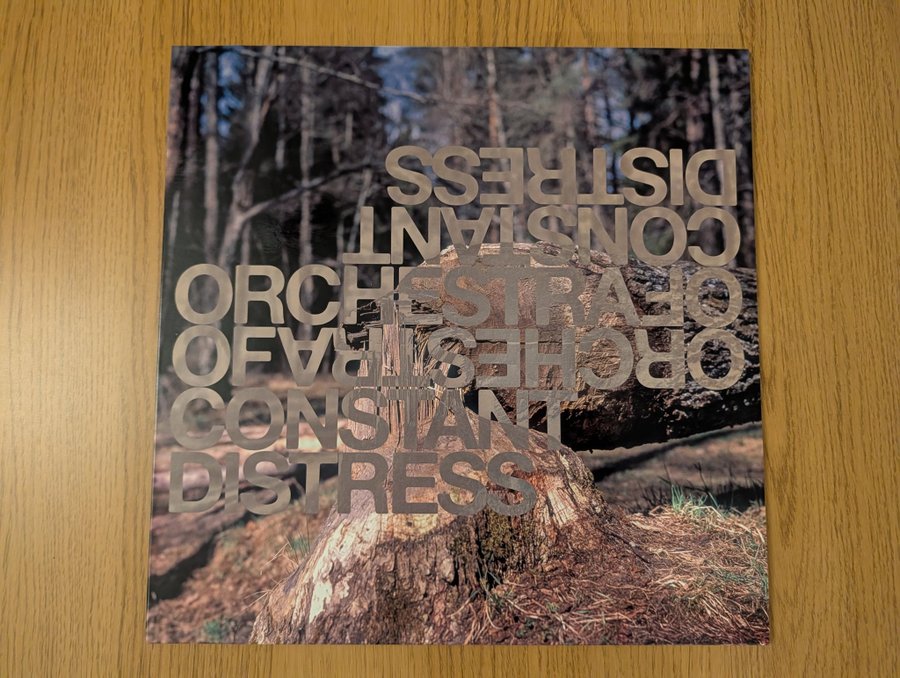 ORCHESTRA
OF
CONSTANT
DISTRESS
ORCHESTRA
OF
CONSTANT
DISTRESS